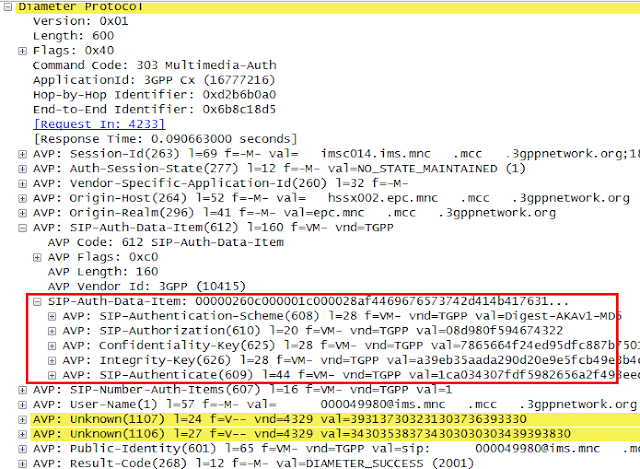 Diameter Protocol
Version: 0x01
Length: 600
Flags: 0x40
Command Code: 303 Multimedia-Auth
ApplicationId: 3GPP Cx (16777216)
Hop-by-Hop Identifier: 0xd2b6b0a0
End-to-End Identifier: 0x6b8c18d5
[Request In: 4233]
[Response Time: 0.090663000 seconds]
AVP: Session-Id(263) l=69 f=-M- val= imsc014.ims.mnc .mcc .3gppnetwork.org;18
AVP: Auth-Session-State(277) l=12 f=-M- val=NO_STATE_MAINTAINED (1)
AVP: Vendor-Specific-Application-Id(260) l=32 f=-M-
AVP: Origin-Host(264) l=52 f=-M- val= hssx002.epc.mnc .mcc .3gppnetwork.org
AVP: Origin-Realm(296) l=41 f=-M- val=epc.mnc .mcc .3gppnetwork.org
AVP: SIP-Auth-Data-Item(612) l=160 f=VM- vnd=TGPP
AVP Code: 612 SIP-Auth-Data-Item
AVP Flags: 0xc0
AVP Length: 160
AVP Vendor Id: 3GPP (10415)
SIP-Auth-Data-Item: 00000260c000001c000028af4469676573742d414b417631...
AVP: SIP-Authentication-Scheme(608) l=28 f=VM- vnd=TGPP val=Digest-AKAv1-MD5
AVP: SIP-Authorization(610) l=20 f=VM- vnd=TGPP val=08d980f594674322
AVP: Confidentiality-Key(625) l=28 f=VM- vnd=TGPP val=7865664f24ed95dfc887b7501
AVP: Integrity-Key(626) l=28 f=VM- vnd=TGPP val=a39eb35aada290d20e9e5fcb49e3b4c
AVP: SIP-Authenticate(609) l=44 f=VM- vnd=TGPP val=1ca034307fdf5982656a2f493eed
AVP: SIP-Number-Auth-Items(607) l=16 f=VM- vnd=TGPP val=1
AVP: User-Name(1) l=57 f=-M- val= 000049980@ims.mnc .mcc .3gppnetwork.org
AVP: Unknown(1107) l=24 f=V-- vnd=4329 val=39313730323130373639​3330
AVP: Unknown(1106) l=27 f=V-- vnd=4329 val=3430353837343030303034393​93830
AVP: Public-Identity(601) l=65 f=VM- vnd=TGPP val=sip: 000049980@ims.mnc
AVP: Result-Code(268) l=12 f=-M- val=DIAMETER_SUCCESS (2001)